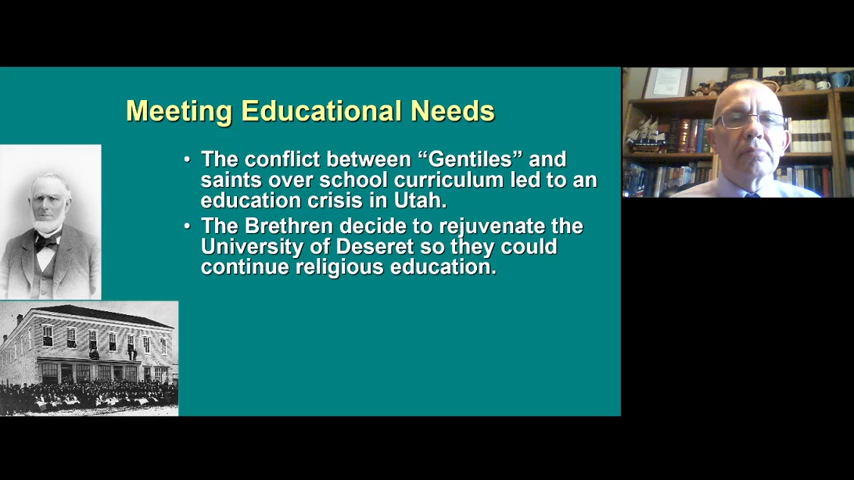 Meeting Educational Needs
• The conflict between “Gentiles” and
saints over school curriculum led to an
education crisis in Utah.
• The Brethren decide to rejuvenate the
University of Deseret so they could
continue religious education.